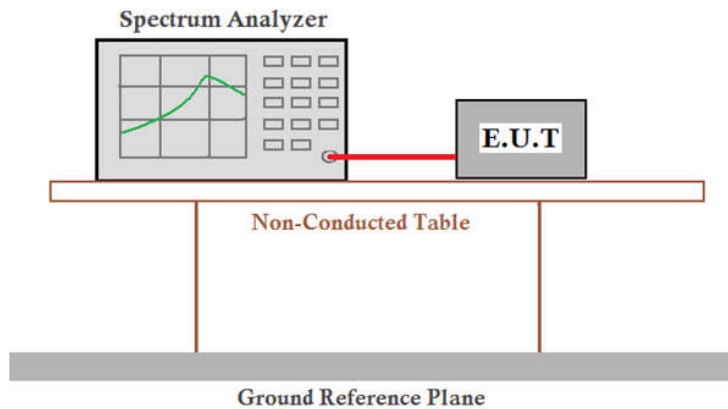 Spectrum Analyzer
E.U.T
Non-Conducted Table
Ground Reference Plane